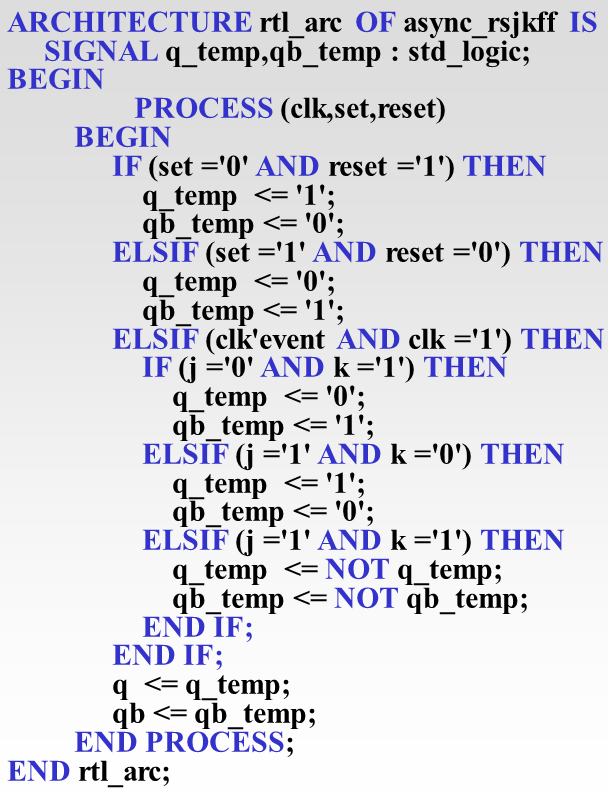 ARCHITECTURE rtl_arc OF async_rsjkff IS
SIGNAL q_temp,qb_temp : std_logic;
BEGIN
PROCESS (clk,set,reset)
BEGIN
IF (set ='0' AND reset ='1') THEN
q_temp <= '1';
qb_temp <= '0';
ELSIF (set ='1' AND reset ='0') THEN
q_temp <= '0';
qb_temp <= '1';
ELSIF (clk'event AND clk ='1') THEN
IF (j ='0' AND k ='1') THEN
q_temp <= '0';
qb_temp <= '1';
ELSIF (j ='1' AND k ='0') THEN
q_temp <= '1';
qb_temp <= '0';
ELSIF (j ='1' AND k ='1') THEN
q_temp <= NOT q_temp;
qb_temp <= NOT qb_temp;
END IF;
END IF;
q <= q_temp;
qb <= qb_temp;
END PROCESS;
END rtl_arc;